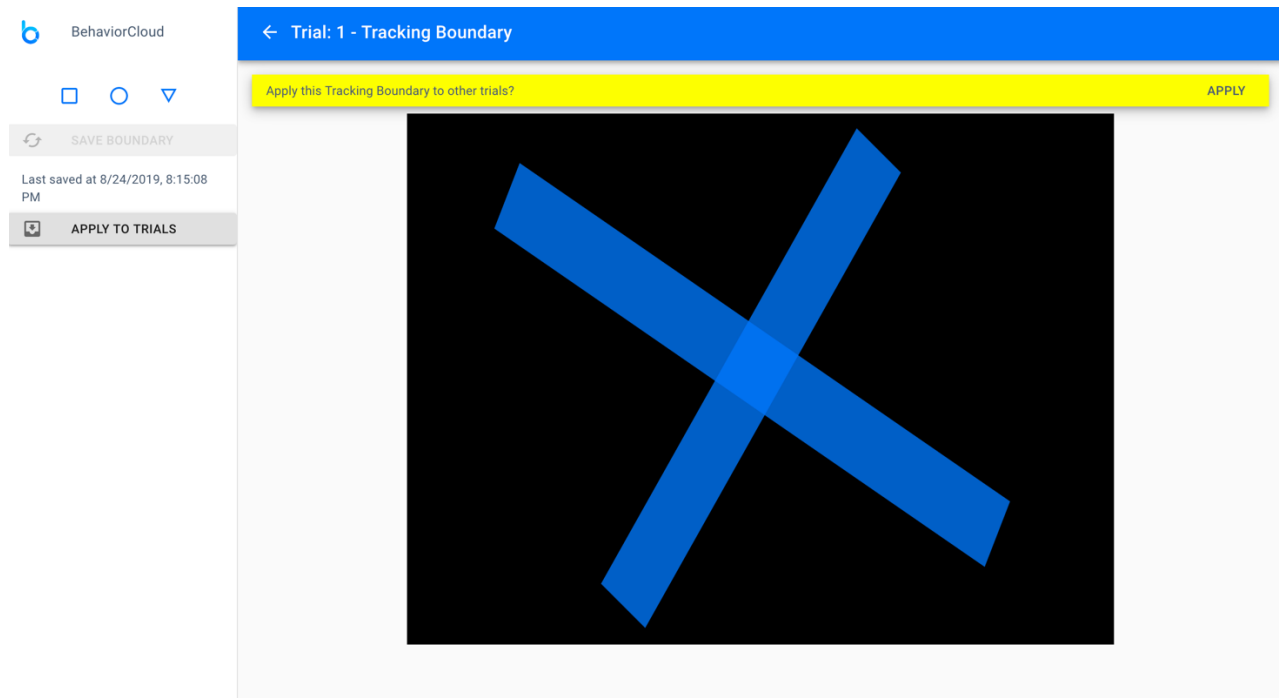 BehaviorCloud
Trial: 1 - Tracking Boundary
Apply this Tracking Boundary to other trials?
APPLY
SAVE BOUNDARY
Last saved at 8/24/2019, 8:15:08
PM
APPLY TO TRIALS